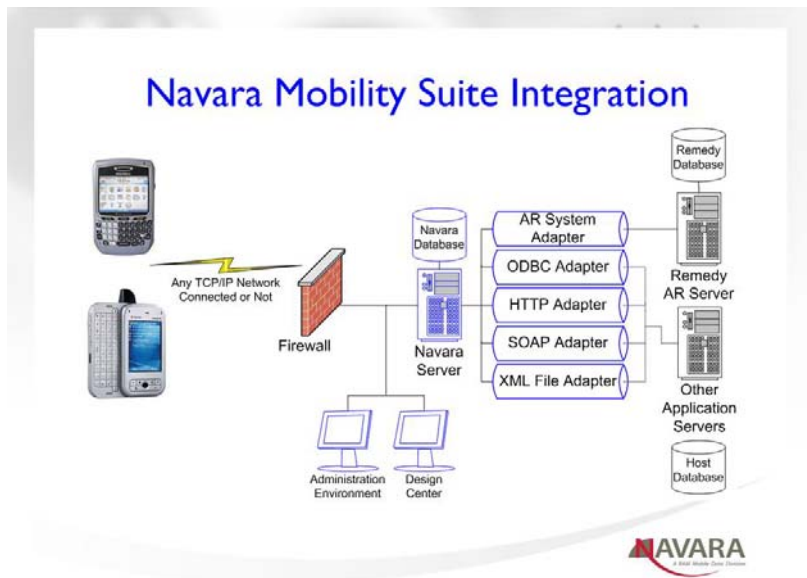 Navara Mobility Suite Integration
Remedy
Database
Navara
Database
AR System
Adapter
ODBC Adapter
HTTP Adapter
SOAP Adapter
XML File Adapter
Remedy
AR Server
Any TCP/IP Network
Connected or Not
Firewall
Navara
Server
Other
Application
Servers
Administration
Environment
Design
Center
Host
Database
NAVARA